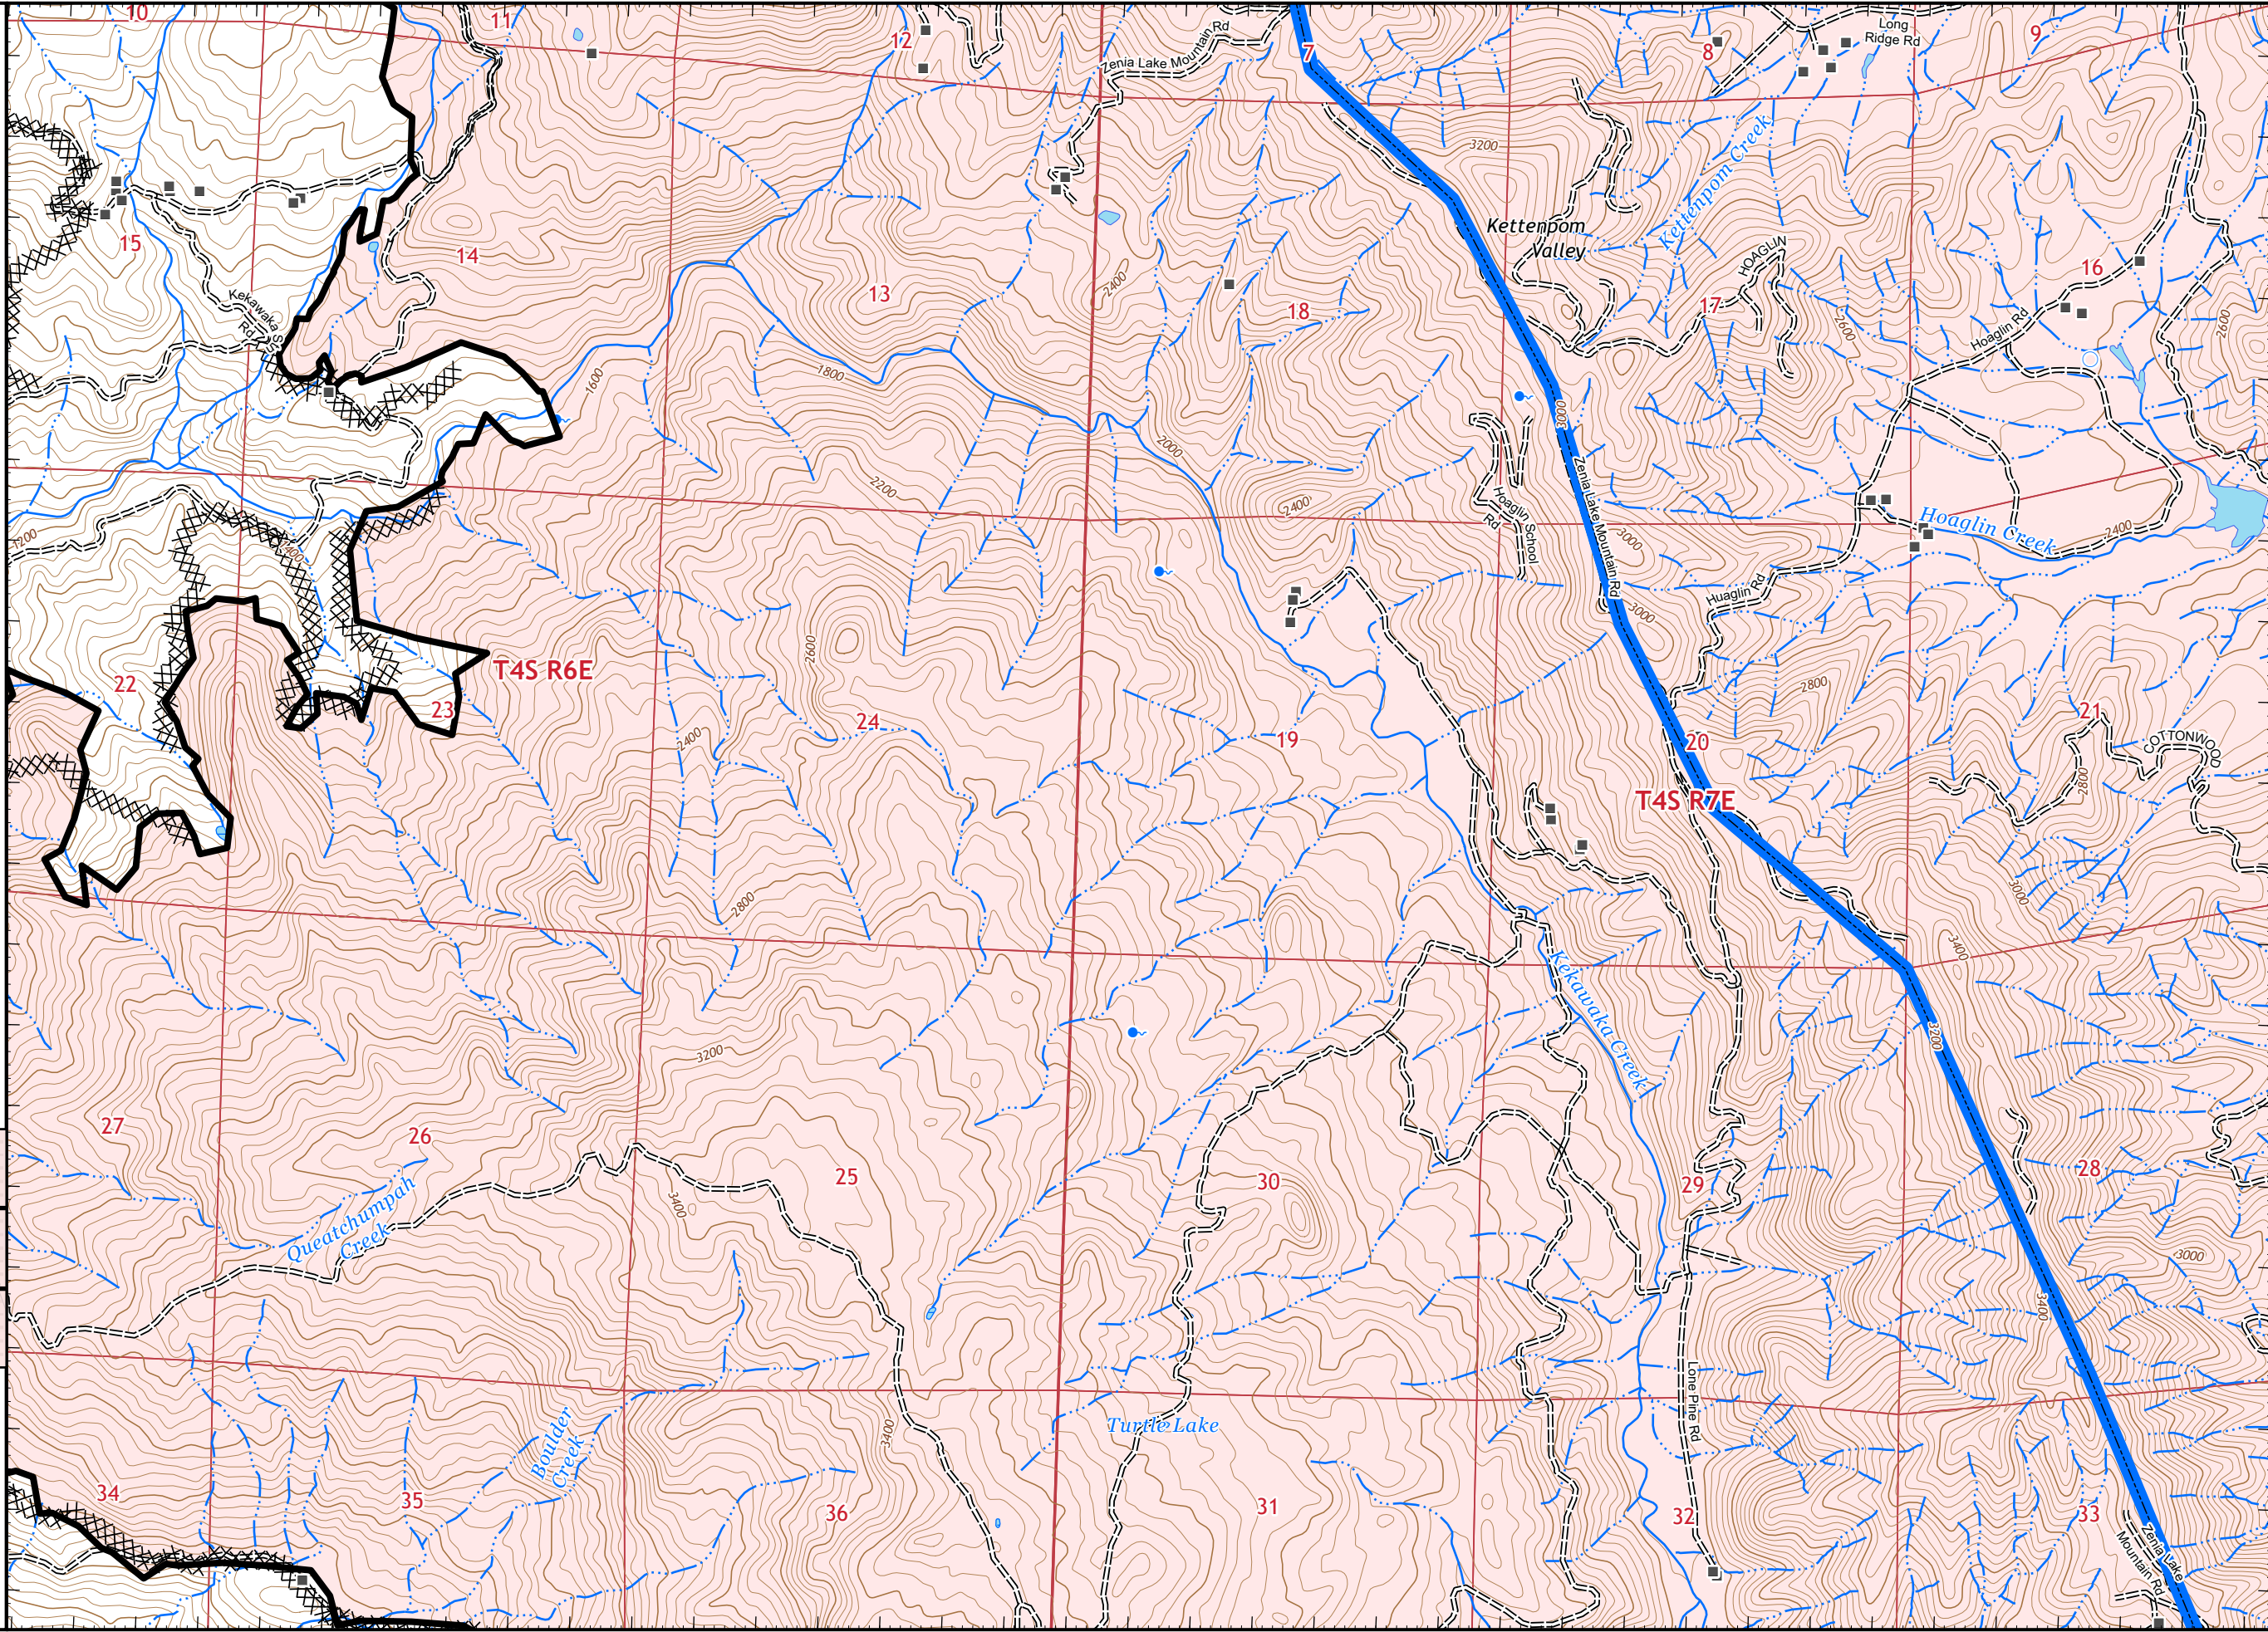 10
11
12
7
8
9
Long
Ridge Rd
Zenia Lake Mountain Rd
3200
Kettenpom Creek
Kettenpom
Valley
15
14
13
2400
18
HOAGLIN
17
16
2600
2600
Hoaglin Rd
Kekawaka S
Rd
1600
1800
3000
2000
2200
2400
Zenia Lake Mountain Rd
Hoaglin School
Rd
Hoaglin Creek
2400
1200
1400
3000
Huaglin Rd
3000
2600
T4S R6E
22
23
24
2400
19
20
2800
21
COTTONWOOD
2800
T4S R7E
2800
3000
3400
Kekawaka Creek
3200
3200
27
26
25
3400
30
29
28
Queatchumpah
Creek
3000
3400
Lone Pine Rd
Boulder
Creek
3400
Turtle Lake
34
35
36
31
32
33
Zenia Lake
Mountain Rd